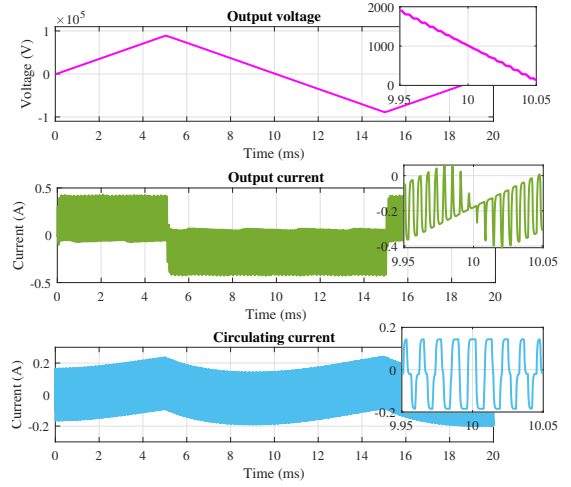 Output voltage
×10⁵
1
0
-1
Voltage (V)
0 2 4 6 8 10 12 14 16 18 20
Time (ms)
2000
1000
0
9.95 10 10.05
Output current
0.5
0
-0.5
Current (A)
0 2 4 6 8 10 12 14 16 18 20
Time (ms)
0
-0.2
-0.4
9.95 10 10.05
Circulating current
0.2
0
-0.2
Current (A)
0 2 4 6 8 10 12 14 16 18 20
Time (ms)
0.2
0
-0.2
9.95 10 10.05